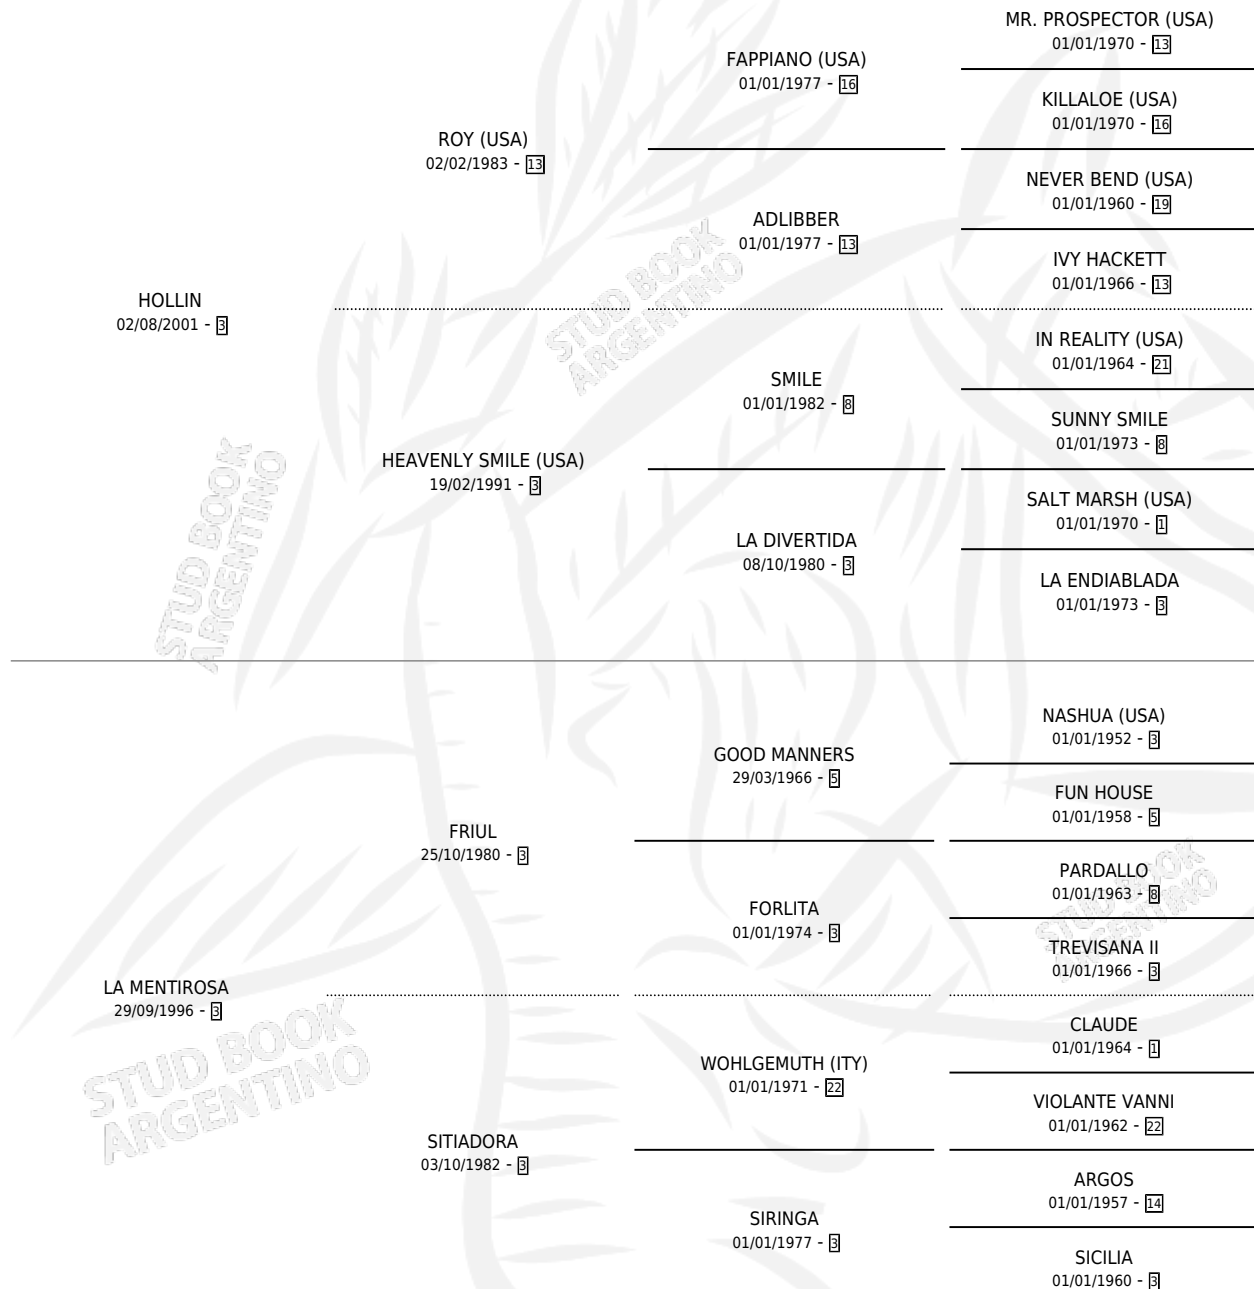 MR. PROSPECTOR (USA)
01/01/1970 - 13
FAPPIANO (USA)
01/01/1977 - 16
KILLALOE (USA)
01/01/1970 - 16
ROY (USA)
02/02/1983 - 13
NEVER BEND (USA)
01/01/1960 - 19
ADLIBBER
01/01/1977 - 13
IVY HACKETT
01/01/1966 - 13
HOLLIN
02/08/2001 - 3
IN REALITY (USA)
01/01/1964 - 21
SMILE
01/01/1982 - 8
SUNNY SMILE
01/01/1973 - 8
HEAVENLY SMILE (USA)
19/02/1991 - 3
SALT MARSH (USA)
01/01/1970 - 1
LA DIVERTIDA
08/10/1980 - 3
LA ENDIABLADA
01/01/1973 - 3
NASHUA (USA)
01/01/1952 - 3
GOOD MANNERS
29/03/1966 - 5
FUN HOUSE
01/01/1958 - 5
FRIUL
25/10/1980 - 3
PARDALLO
01/01/1963 - 8
FORLITA
01/01/1974 - 3
TREVISANA II
01/01/1966 - 3
LA MENTIROSA
29/09/1996 - 3
CLAUDE
01/01/1964 - 1
WOHLGEMUTH (ITY)
01/01/1971 - 22
VIOLANTE VANNI
01/01/1962 - 22
SITIADORA
03/10/1982 - 3
ARGOS
01/01/1957 - 14
SIRINGA
01/01/1977 - 3
SICILIA
01/01/1960 - 3
STUD BOOK
ARGENTINO
STUD BOOK
ARGENTINO
STUD BOOK
ARGENTINO
STUD BOOK
ARGENTINO